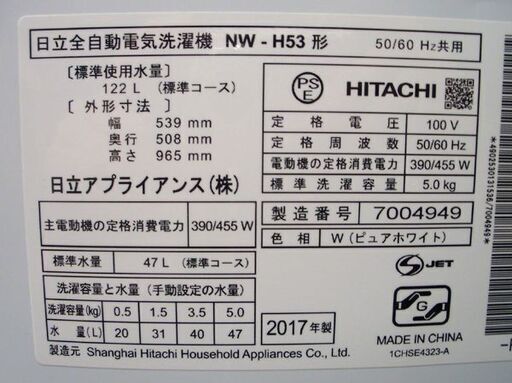 日立全自動電気洗濯機 NW - H53 形 50/60 Hz共用
〔標準使用水量〕
122 L (標準コース)
〔外形寸法〕
幅 539 mm
奥行 508 mm
高さ 965 mm
日立アプライアンス(株)
PSE HITACHI
定格電圧 100 V
定格周波数 50/60 Hz
電動機の定格消費電力 390/455 W
標準洗濯容量 5.0 kg
主電動機の定格消費電力 390/455 W
製造番号 7004949
色相 W (ピュアホワイト)
標準水量 47 L (標準コース)
洗濯容量と水量 (手動設定の水量)
洗濯容量(kg) 0.5 1.5 3.5 5.0
水量(L) 20 31 40 47
2017年製
S JET
G
MADE IN CHINA
1CHSE4323-A
製造元 Shanghai Hitachi Household Appliances Co., Ltd.
*4902530531536/7004949*